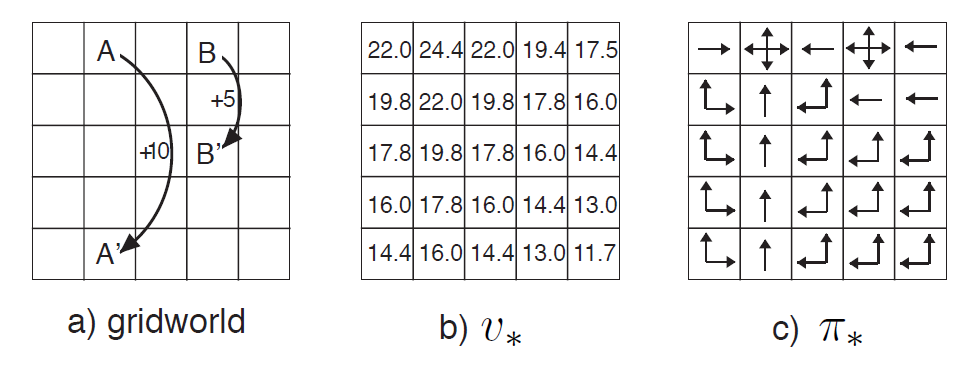 A B
+5
+10 B'
A'
a) gridworld
22.0 24.4 22.0 19.4 17.5
19.8 22.0 19.8 17.8 16.0
17.8 19.8 17.8 16.0 14.4
16.0 17.8 16.0 14.4 13.0
14.4 16.0 14.4 13.0 11.7
b) v*
c) π*